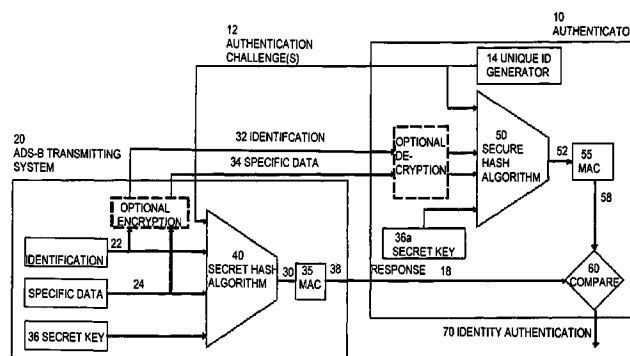 12
AUTHENTICATION
CHALLENGE(S)
10
AUTHENTICATO
14 UNIQUE ID
GENERATOR
20
ADS-B TRANSMITTING
SYSTEM
32 IDENTIFCATION
34 SPECIFIC DATA
OPTIONAL
DE-
CRYPTION
50
SECURE
HASH
ALGORITHM
52
55
MAC
58
36a
SECRET KEY
OPTIONAL
ENCRYPTION
22
IDENTIFICATION
24
SPECIFIC DATA
36 SECRET KEY
40
SECRET HASH
ALGORITHM
30
35
MAC
38
RESPONSE
18
60
COMPARE
70 IDENTITY AUTHENTICATION